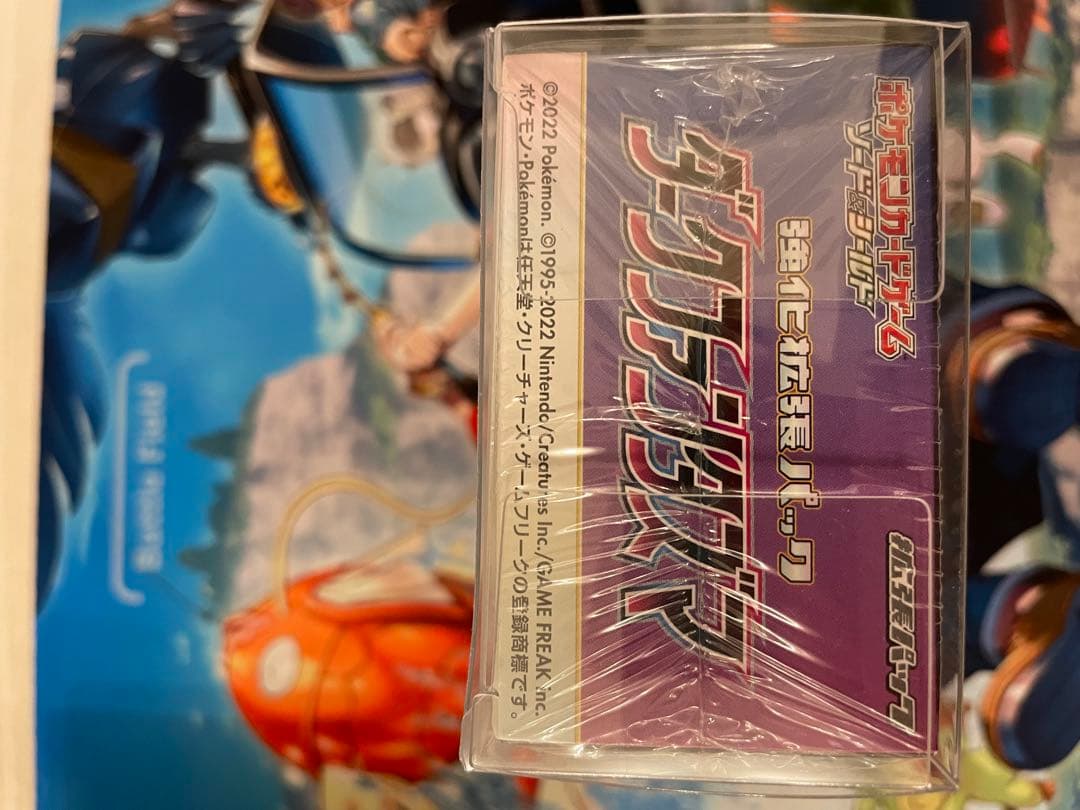 ポケモンカードゲーム
ソード&シールド
拡張パック
強化拡張パック
ダークファンタズマ
©2022 Pokémon. ©1995-2022 Nintendo/Creatures Inc./GAME FREAK inc.
ポケモン・Pokémonは任天堂・クリーチャーズ・ゲームフリークの登録商標です。
Battle Field